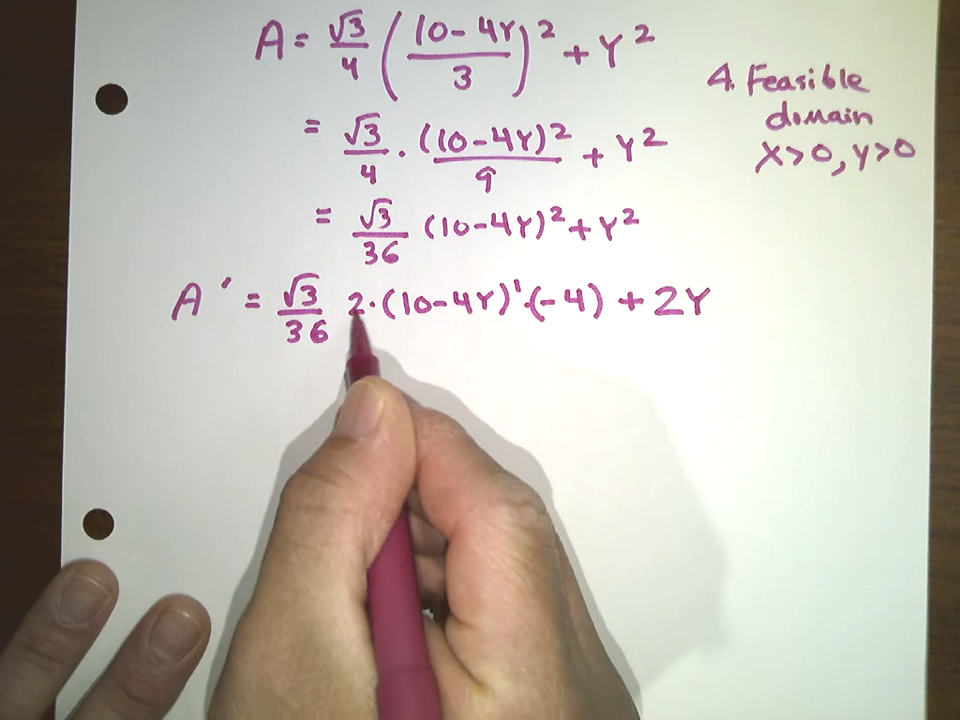 A = √3/4 ((10-4Y)/3)² + Y²
= √3/4 · (10-4Y)²/9 + Y²
= √3/36 (10-4Y)² + Y²
A' = √3/36 2·(10-4Y)¹·(-4) + 2Y
4. Feasible
domain
X>0, Y>0